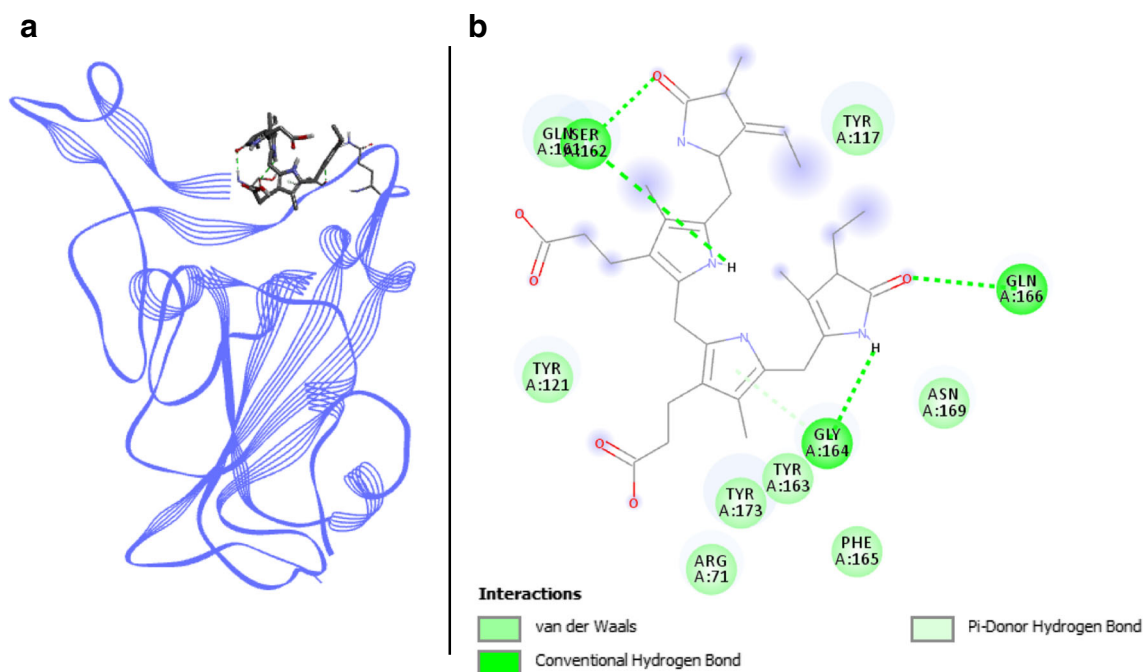 a
b
O
TYR
A:117
GLN
A:161
SER
A:162
N
O
O
N
H
O
GLN
A:166
N
N
H
TYR
A:121
ASN
A:169
O
GLY
A:164
TYR
A:163
TYR
A:173
O
PHE
A:165
ARG
A:71
Interactions
van der Waals
Pi-Donor Hydrogen Bond
Conventional Hydrogen Bond